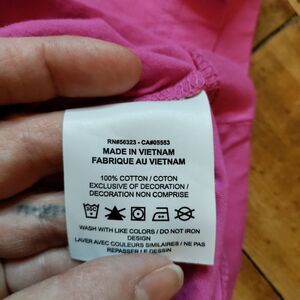 RN#56323 - CA#05553
MADE IN VIETNAM
FABRIQUE AU VIETNAM
100% COTTON / COTON
EXCLUSIVE OF DECORATION /
DECORATION NON COMPRISE
WASH WITH LIKE COLORS / DO NOT IRON
DESIGN
LAVER AVEC COULEURS SIMILAIRES / NE PAS
REPASSER LE DESSIN